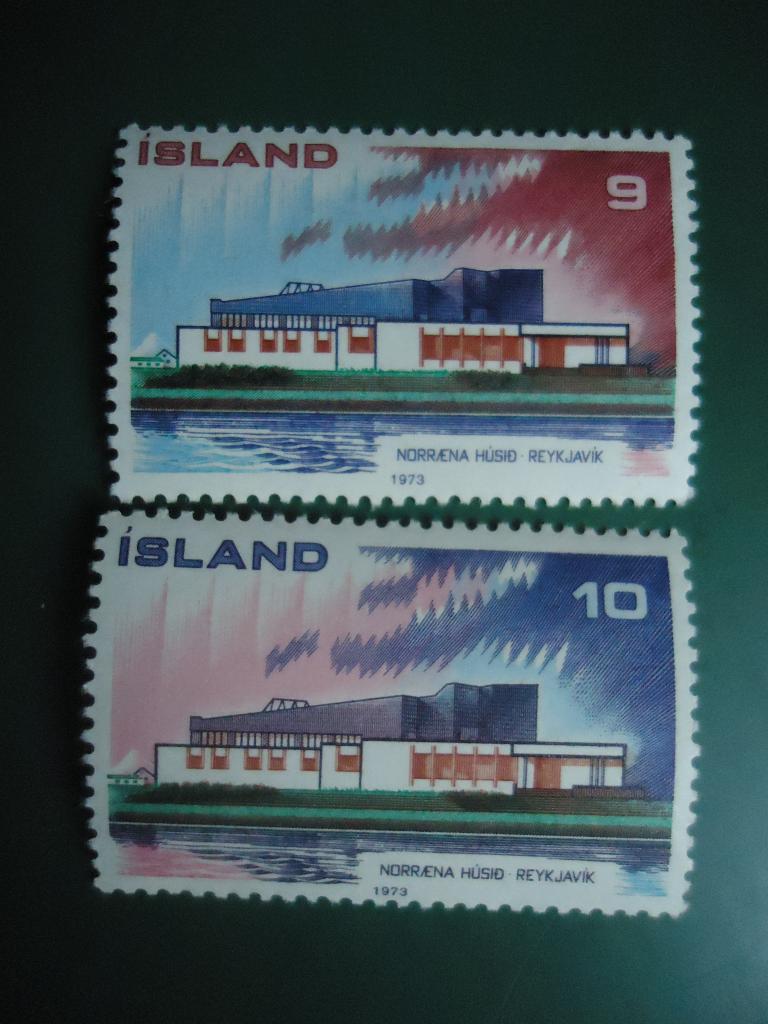 ÍSLAND
9
NORRÆNA HÚSIÐ · REYKJAVÍK
1973
ÍSLAND
10
NORRÆNA HÚSIÐ · REYKJAVÍK
1973